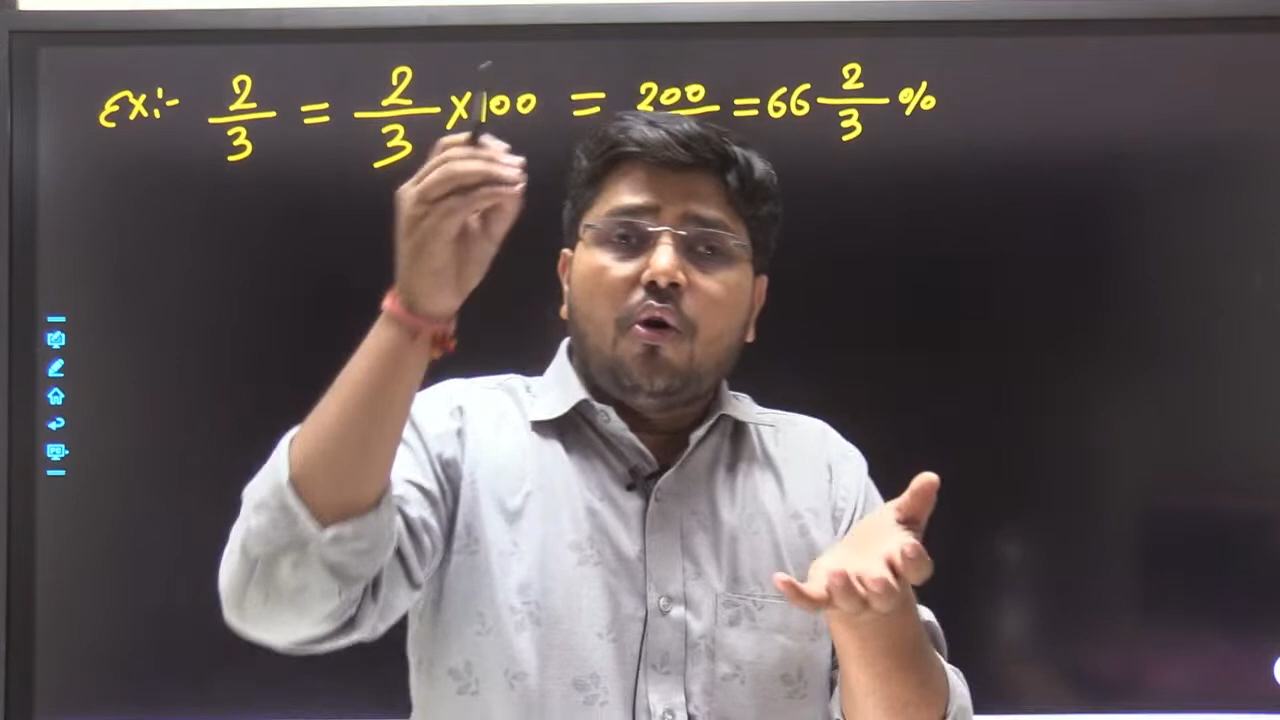 Ex:- 2/3 = 2/3 ×100 = 200/ = 66 2/3 %